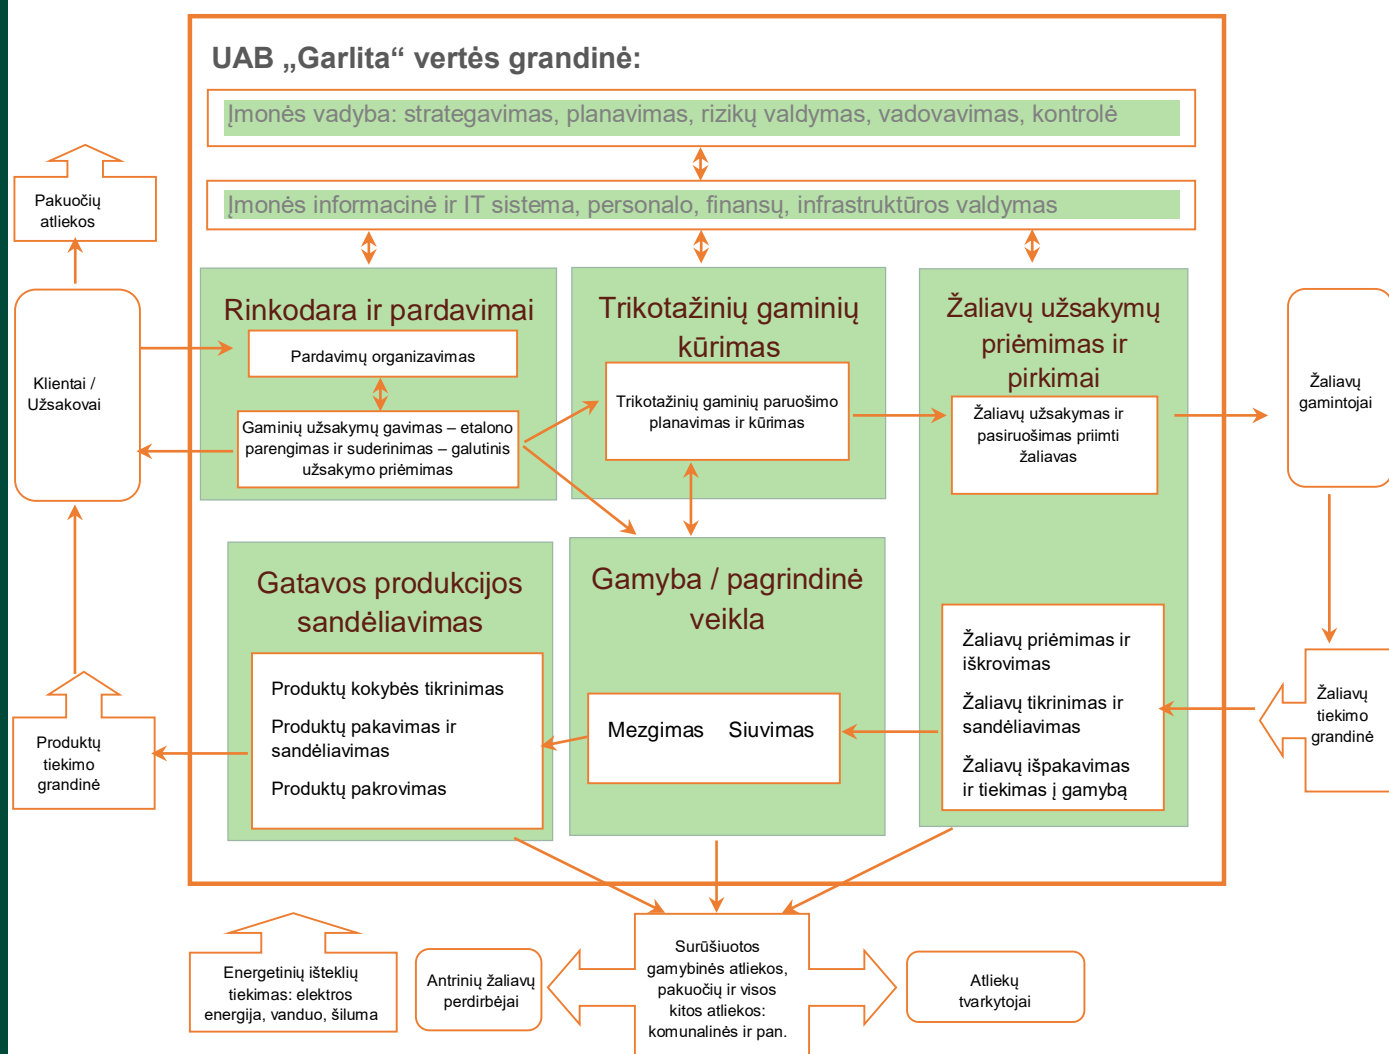 UAB „Garlita“ vertės grandinė:
Įmonės vadyba: strategavimas, planavimas, rizikų valdymas, vadovavimas, kontrolė
Įmonės informacinė ir IT sistema, personalo, finansų, infrastruktūros valdymas
Pakuočių
atliekos
Klientai /
Užsakovai
Rinkodara ir pardavimai
Pardavimų organizavimas
Gaminių užsakymų gavimas – etalono
parengimas ir suderinimas – galutinis
užsakymo priėmimas
Trikotažinių gaminių
kūrimas
Trikotažinių gaminių paruošimo
planavimas ir kūrimas
Žaliavų užsakymų
priėmimas ir
pirkimai
Žaliavų užsakymas ir
pasiruošimas priimti
žaliavas
Žaliavų
gamintojai
Produktų
tiekimo
grandinė
Gatavos produkcijos
sandėliavimas
Produktų kokybės tikrinimas
Produktų pakavimas ir
sandėliavimas
Produktų pakrovimas
Gamyba / pagrindinė
veikla
Mezgimas Siuvimas
Žaliavų priėmimas ir
iškrovimas
Žaliavų tikrinimas ir
sandėliavimas
Žaliavų išpakavimas
ir tiekimas į gamybą
Žaliavų
tiekimo
grandinė
Energetinių išteklių
tiekimas: elektros
energija, vanduo, šiluma
Antrinių žaliavų
perdirbėjai
Surūšiuotos
gamybinės atliekos,
pakuočių ir visos
kitos atliekos:
komunalinės ir pan.
Atliekų
tvarkytojai